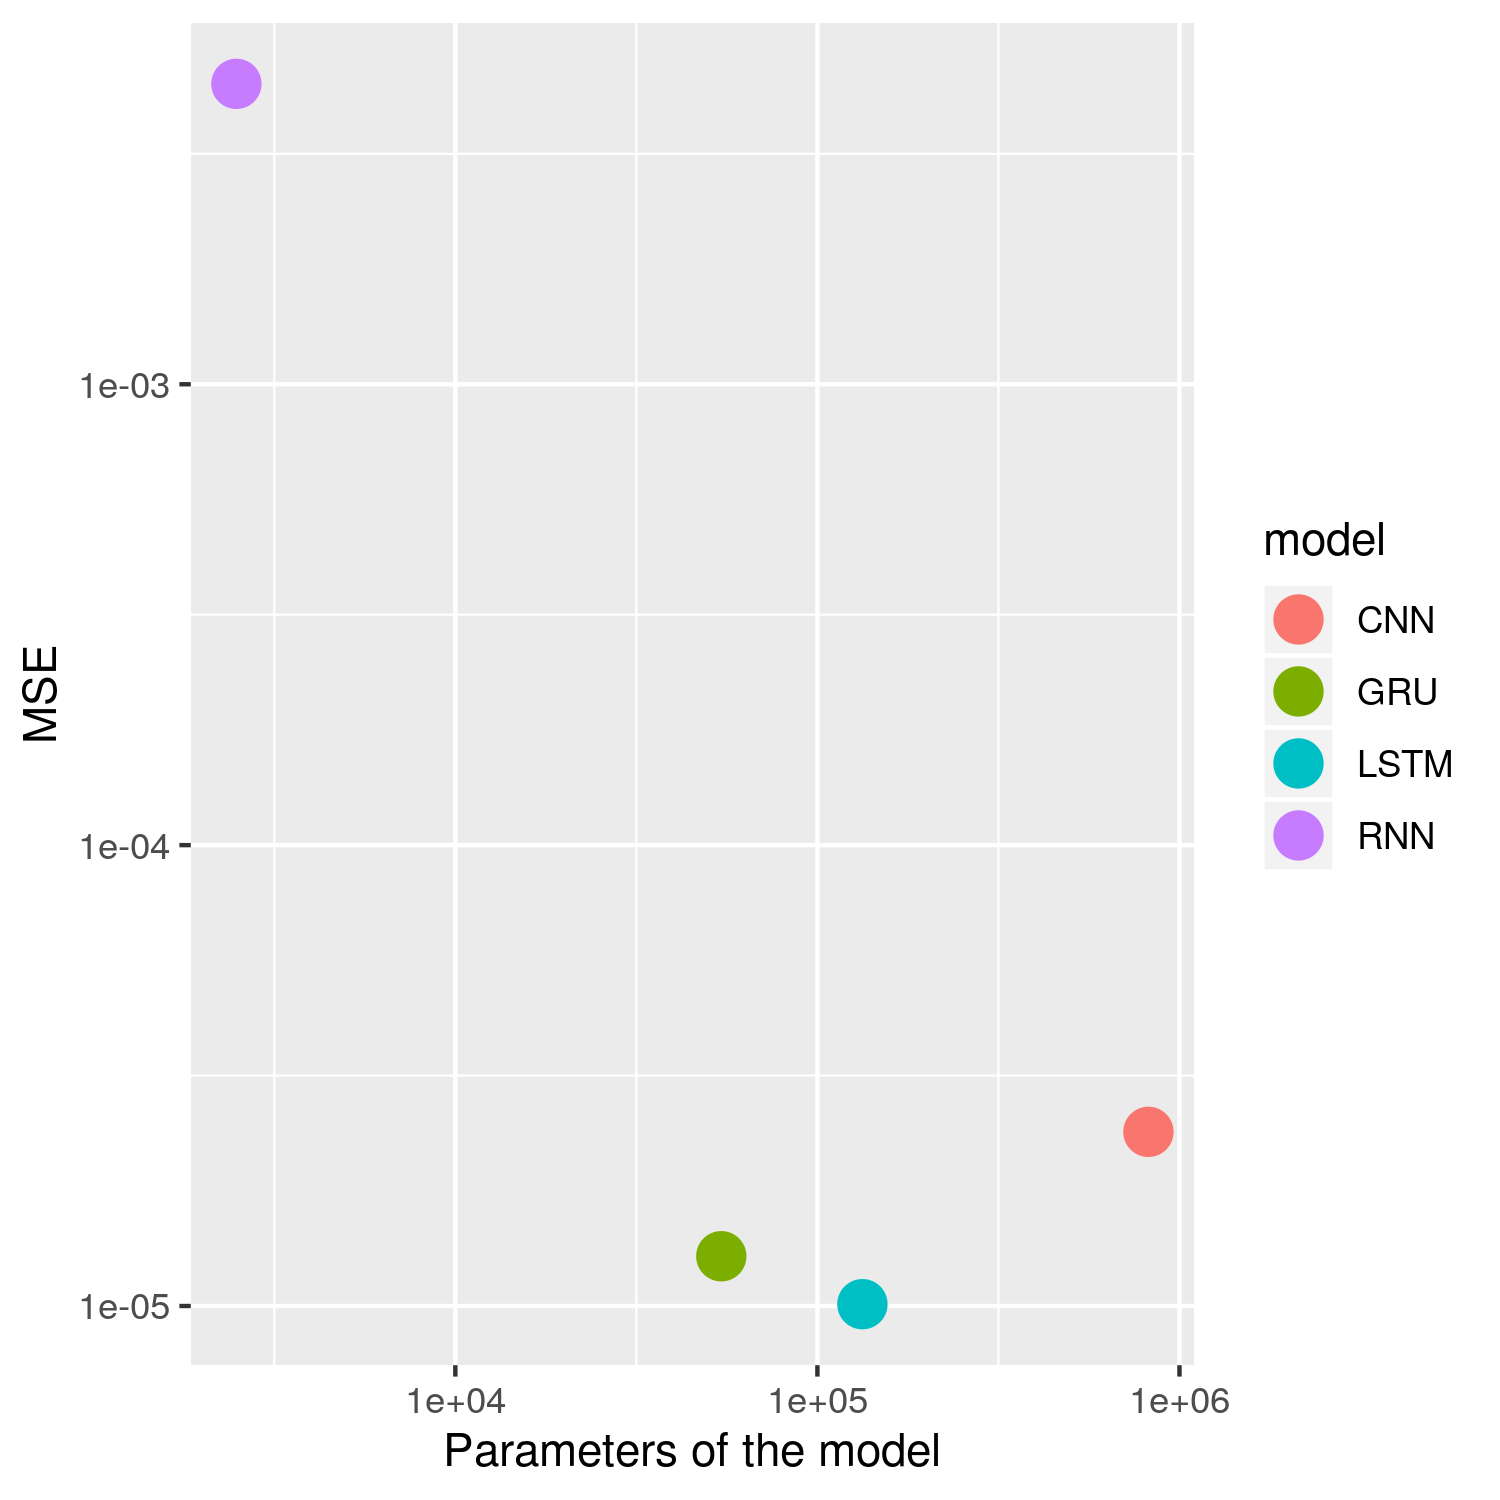 MSE
1e-03
1e-04
1e-05
1e+04
1e+05
1e+06
Parameters of the model
model
CNN
GRU
LSTM
RNN